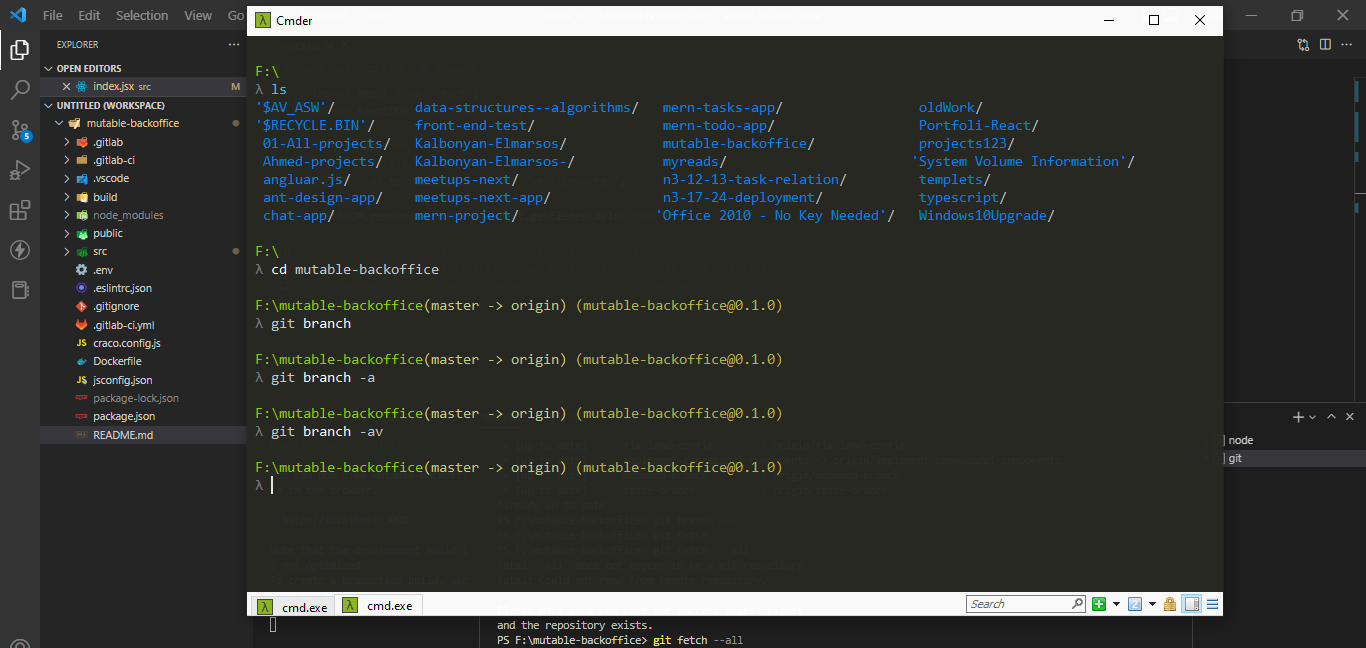 File Edit Selection View Go
Cmder
EXPLORER
OPEN EDITORS
index.jsx src M
UNTITLED (WORKSPACE)
mutable-backoffice
.gitlab
.gitlab-ci
.vscode
build
node_modules
public
src
.env
.eslintrc.json
.gitignore
.gitlab-ci.yml
craco.config.js
Dockerfile
jsconfig.json
package-lock.json
package.json
README.md
5
F:\
λ ls
'$AV_ASW'/ data-structures--algorithms/ mern-tasks-app/ oldWork/
'$RECYCLE.BIN'/ front-end-test/ mern-todo-app/ Portfoli-React/
01-All-projects/ Kalbonyan-Elmarsos/ mutable-backoffice/ projects123/
Ahmed-projects/ Kalbonyan-Elmarsos-/ myreads/ 'System Volume Information'/
angluar.js/ meetups-next/ n3-12-13-task-relation/ templets/
ant-design-app/ meetups-next-app/ n3-17-24-deployment/ typescript/
chat-app/ mern-project/ 'Office 2010 - No Key Needed'/ Windows10Upgrade/
F:\
λ cd mutable-backoffice
F:\mutable-backoffice(master -> origin) (mutable-backoffice@0.1.0)
λ git branch
F:\mutable-backoffice(master -> origin) (mutable-backoffice@0.1.0)
λ git branch -a
F:\mutable-backoffice(master -> origin) (mutable-backoffice@0.1.0)
λ git branch -av
F:\mutable-backoffice(master -> origin) (mutable-backoffice@0.1.0)
λ
node
git
cmd.exe cmd.exe Search
and the repository exists.
PS F:\mutable-backoffice> git fetch --all